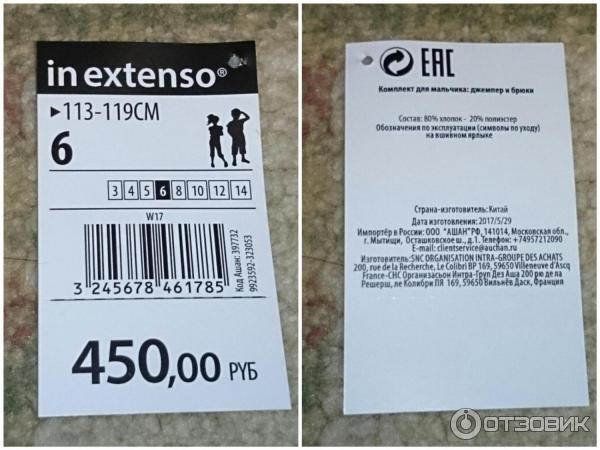 in extenso®
▸113-119CM
6
3 4 5 6 8 10 12 14
W17
3 245678 461785
Код Ашан: 397732
9923592-323053
450,00 РУБ
EAC
Комплект для мальчика: джемпер и брюки
Состав: 80% хлопок - 20% полиэстер
Обозначения по эксплуатации (символы по уходу)
на вшивном ярлыке
Страна-изготовитель: Китай
Дата изготовления: 2017/5/29
Импортёр в России: ООО "АШАН"РФ, 141014, Московская обл.,
г. Мытищи, Осташковское ш., д.1. Телефон: +74957212090
E-mail: clientservice@auchan.ru
Изготовитель: SNC ORGANISATION INTRA-GROUPE DES ACHATS
200, rue de la Recherche, Le Colibri BP 169, 59650 Villeneuve d'Ascq
France-СНС Организасьон Интра-Груп Дез Аша 200 рю де ла
Решерш, ле Колибри ПЯ 169, 59650 Вильнёв Даск, Франция
ОТЗОВИК